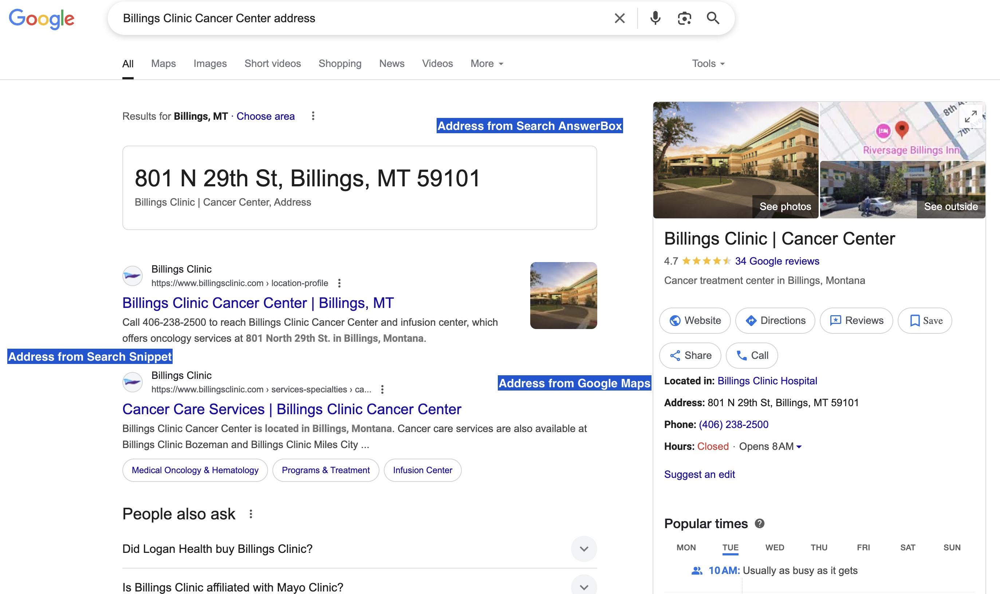 Google
Billings Clinic Cancer Center address
All Maps Images Short videos Shopping News Videos More Tools
Results for Billings, MT · Choose area
Address from Search AnswerBox
801 N 29th St, Billings, MT 59101
Billings Clinic | Cancer Center, Address
Billings Clinic
https://www.billingsclinic.com › location-profile
Billings Clinic Cancer Center | Billings, MT
Call 406-238-2500 to reach Billings Clinic Cancer Center and infusion center, which
offers oncology services at 801 North 29th St. in Billings, Montana.
Address from Search Snippet
Billings Clinic
https://www.billingsclinic.com › services-specialties › ca...
Cancer Care Services | Billings Clinic Cancer Center
Billings Clinic Cancer Center is located in Billings, Montana. Cancer care services are also available at
Billings Clinic Bozeman and Billings Clinic Miles City ...
Medical Oncology & Hematology Programs & Treatment Infusion Center
People also ask
Did Logan Health buy Billings Clinic?
Is Billings Clinic affiliated with Mayo Clinic?
8th
7th
Riversage Billings Inn
See photos
See outside
Billings Clinic | Cancer Center
4.7 34 Google reviews
Cancer treatment center in Billings, Montana
Website Directions Reviews Save
Share Call
Address from Google Maps
Located in: Billings Clinic Hospital
Address: 801 N 29th St, Billings, MT 59101
Phone: (406) 238-2500
Hours: Closed · Opens 8 AM
Suggest an edit
Popular times
MON TUE WED THU FRI SAT SUN
10 AM: Usually as busy as it gets